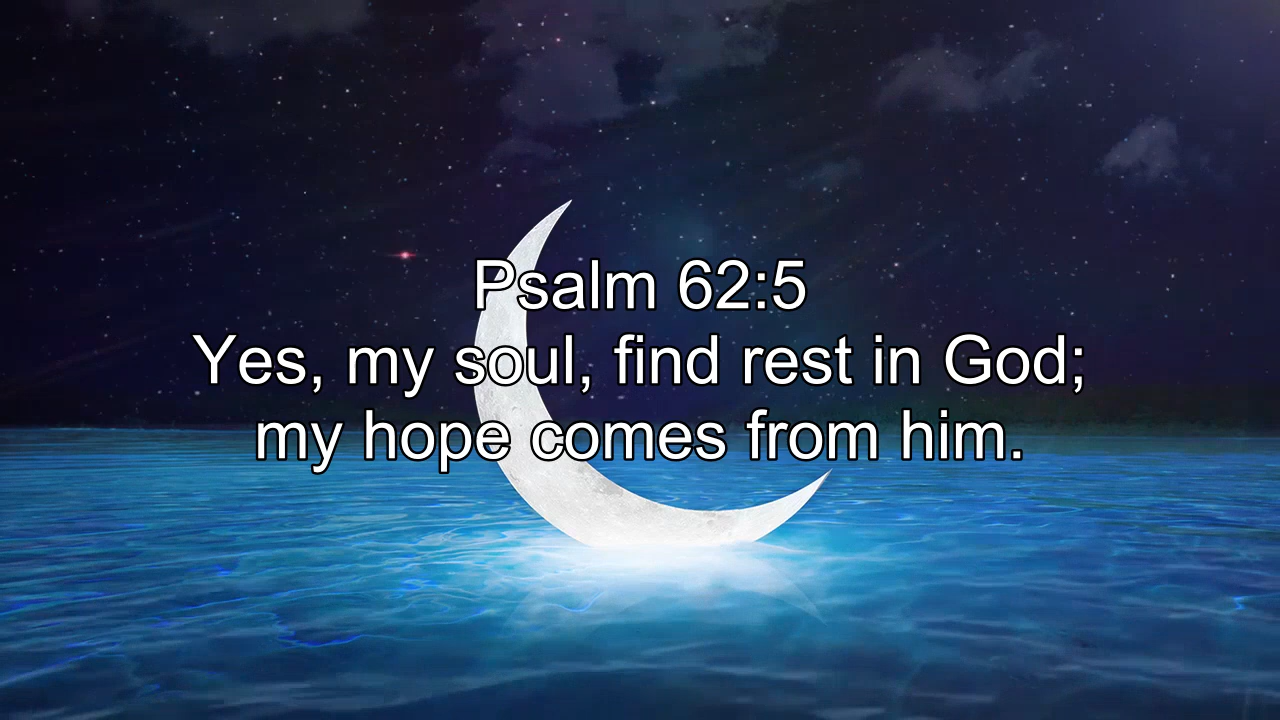 Psalm 62:5
Yes, my soul, find rest in God;
my hope comes from him.